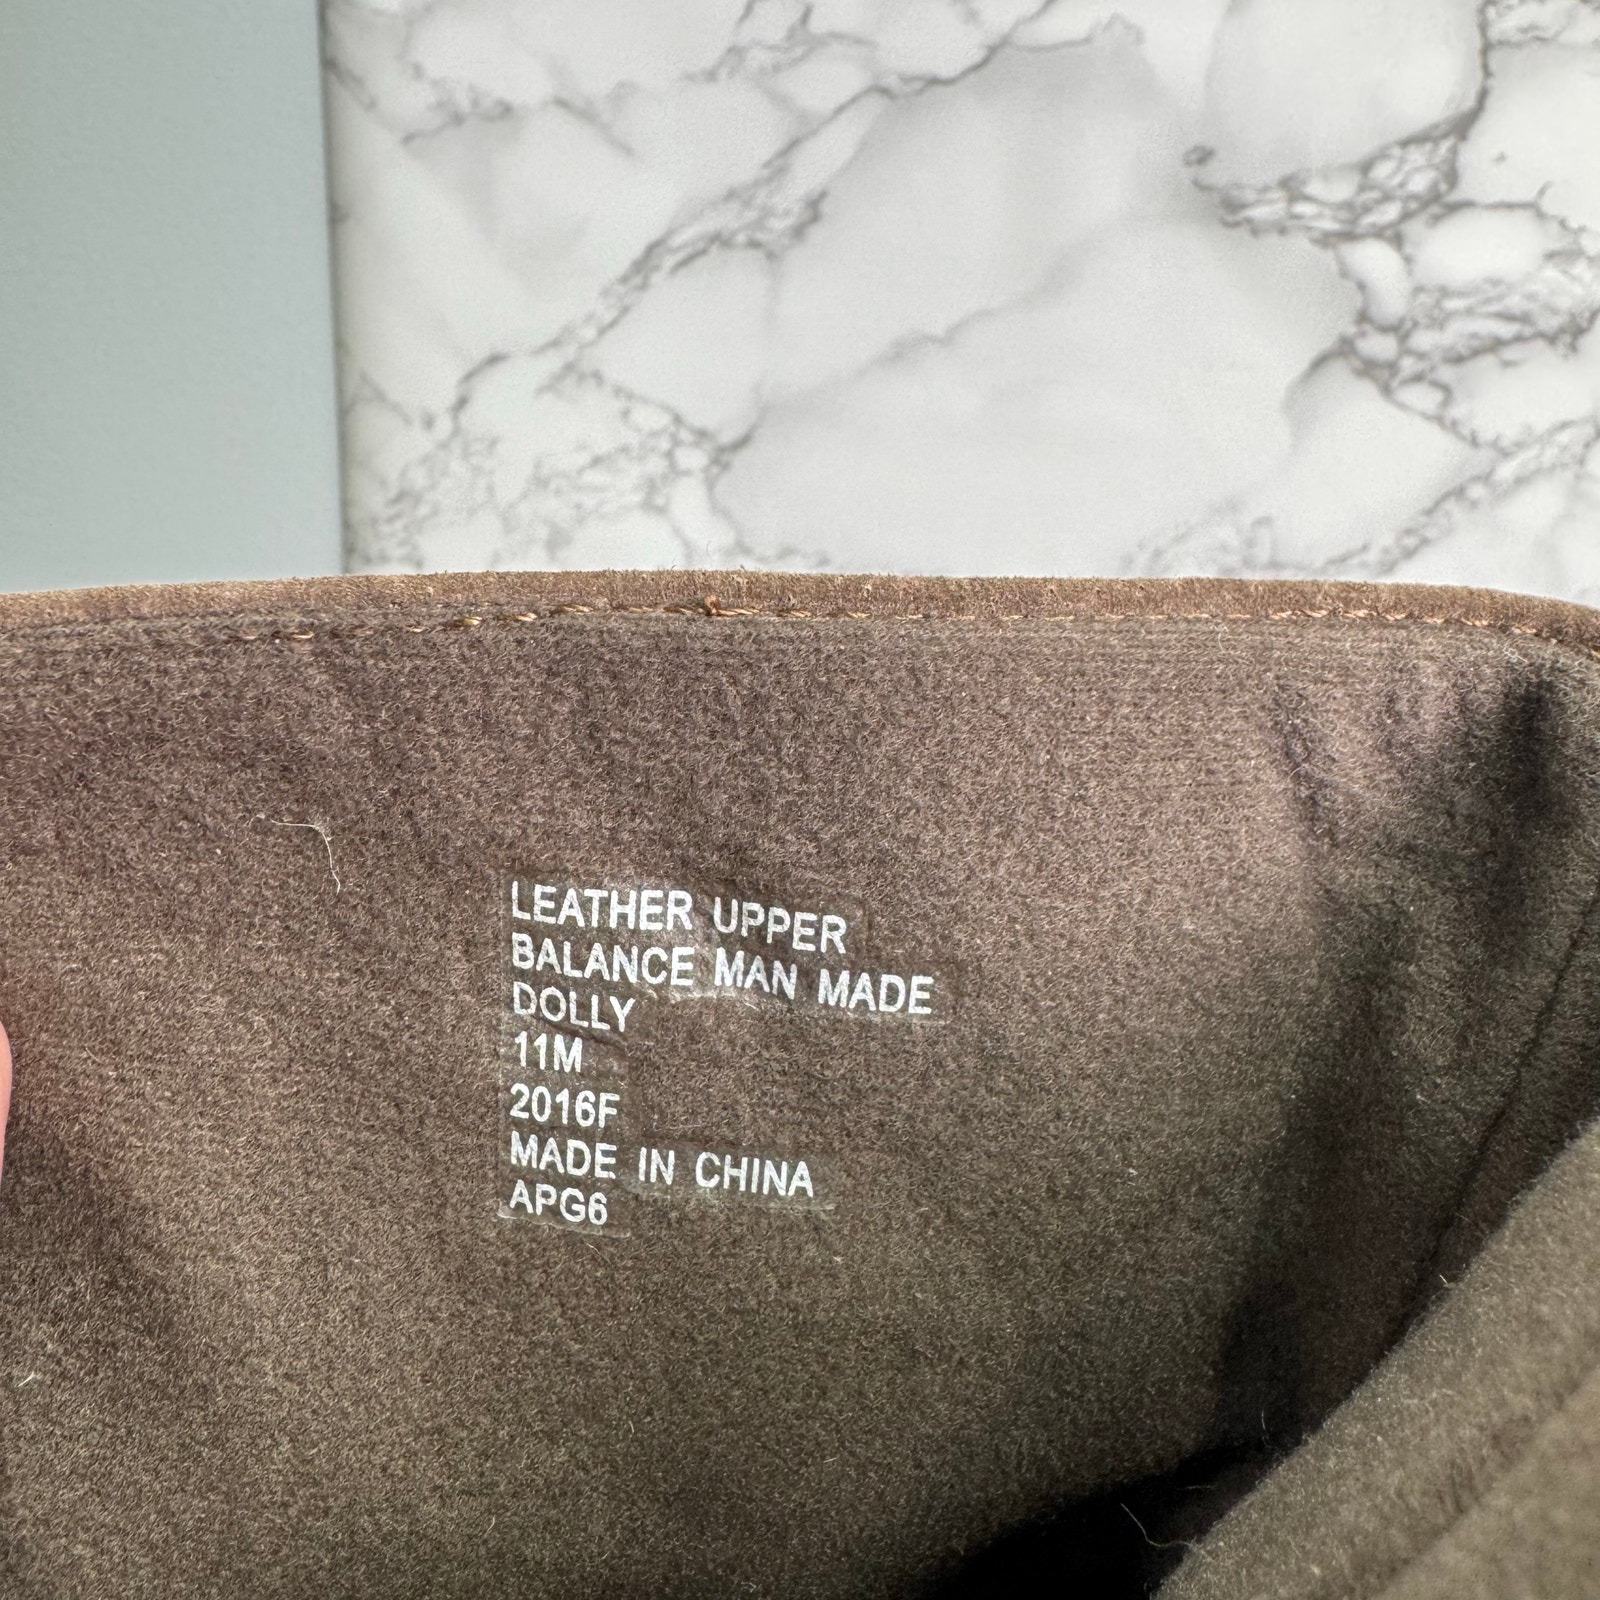 LEATHER UPPER
BALANCE MAN MADE
DOLLY
11M
2016F
MADE IN CHINA
APG6